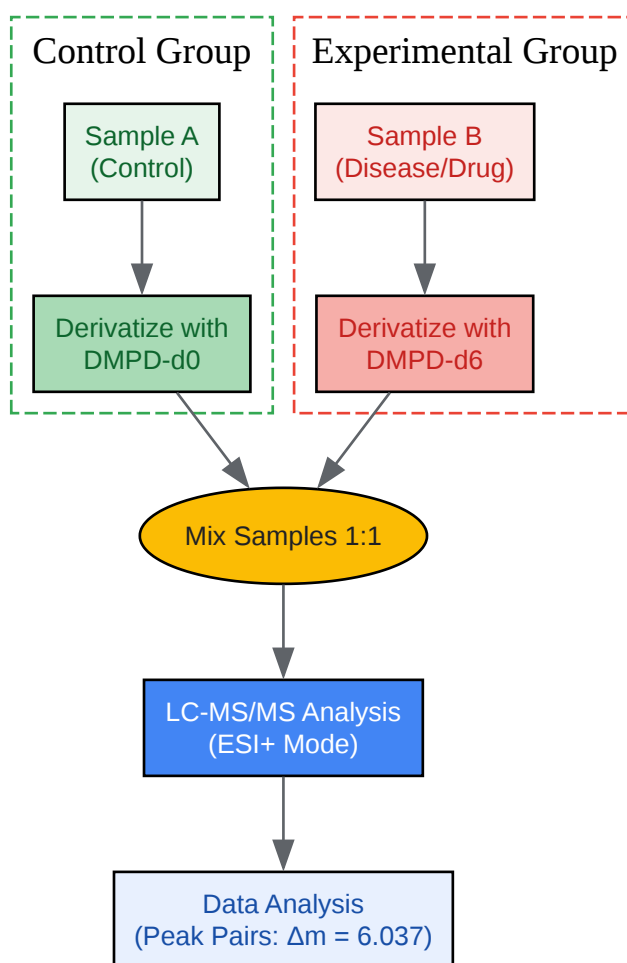 Control Group
Experimental Group
Sample A
(Control)
Sample B
(Disease/Drug)
Derivatize with
DMPD-d0
Derivatize with
DMPD-d6
Mix Samples 1:1
LC-MS/MS Analysis
(ESI+ Mode)
Data Analysis
(Peak Pairs: Δm = 6.037)